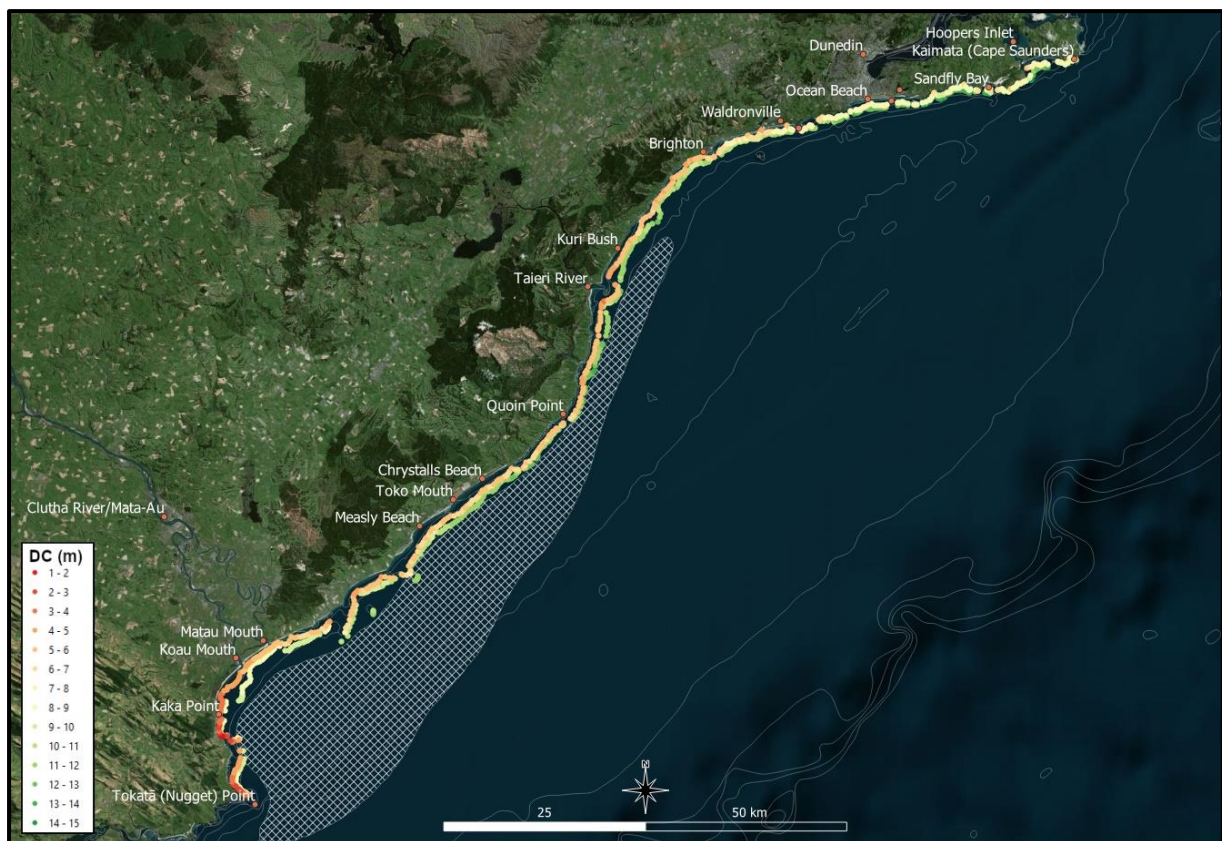 Hoopers Inlet
Dunedin
Kaimata (Cape Saunders)
Sandfly Bay
Ocean Beach
Waldronville
Brighton
Kuri Bush
Taieri River
Quoin Point
Chrystalls Beach
Toko Mouth
Clutha River/Mata-Au
Measly Beach
Matau Mouth
Koau Mouth
Kaka Point
Tokatā (Nugget) Point
DC (m)
1 - 2
2 - 3
3 - 4
4 - 5
5 - 6
6 - 7
7 - 8
8 - 9
9 - 10
10 - 11
11 - 12
12 - 13
13 - 14
14 - 15
N
25
50 km